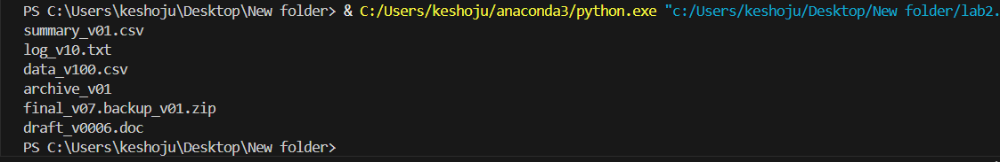 PS C:\Users\keshoju\Desktop\New folder> & C:/Users/keshoju/anaconda3/python.exe "c:/Users/keshoju/Desktop/New folder/lab2.
summary_v01.csv
log_v10.txt
data_v100.csv
archive_v01
final_v07.backup_v01.zip
draft_v0006.doc
PS C:\Users\keshoju\Desktop\New folder>